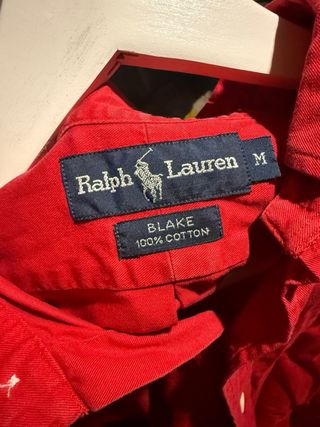 Ralph Lauren M
BLAKE
100% COTTON